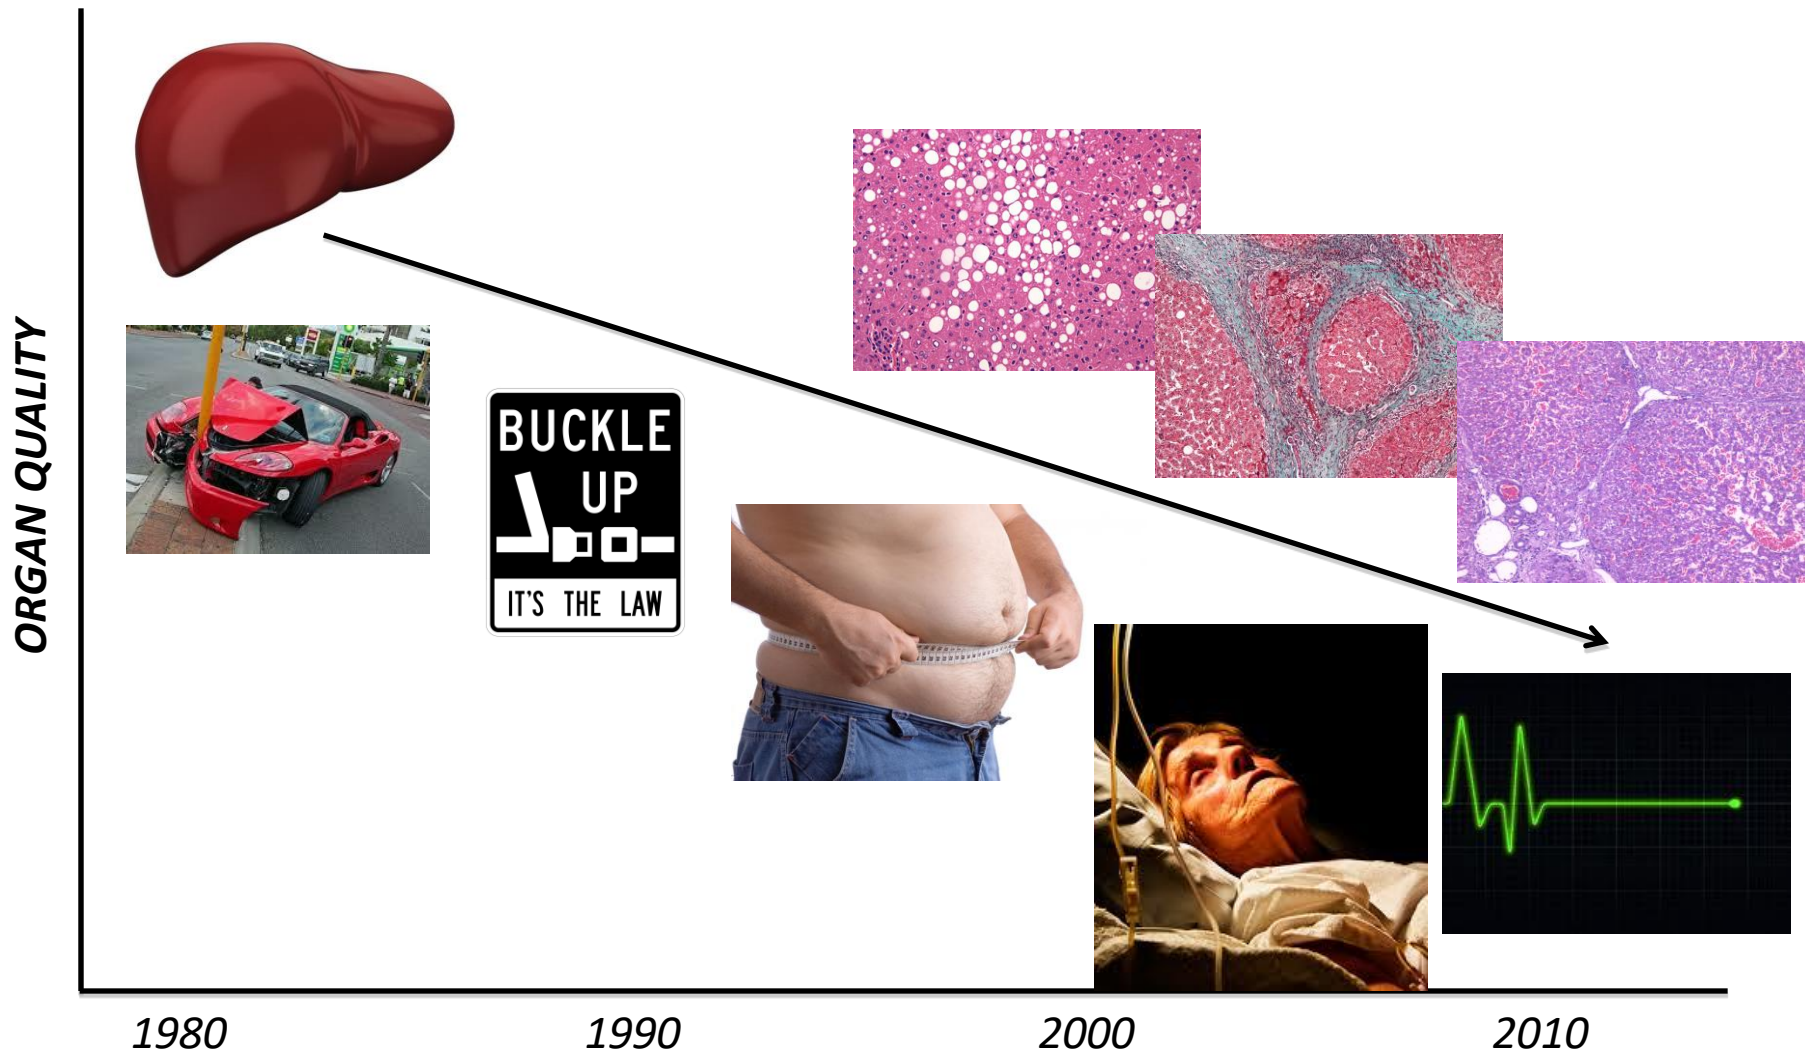 ORGAN QUALITY
BUCKLE
UP
IT'S THE LAW
1980
1990
2000
2010